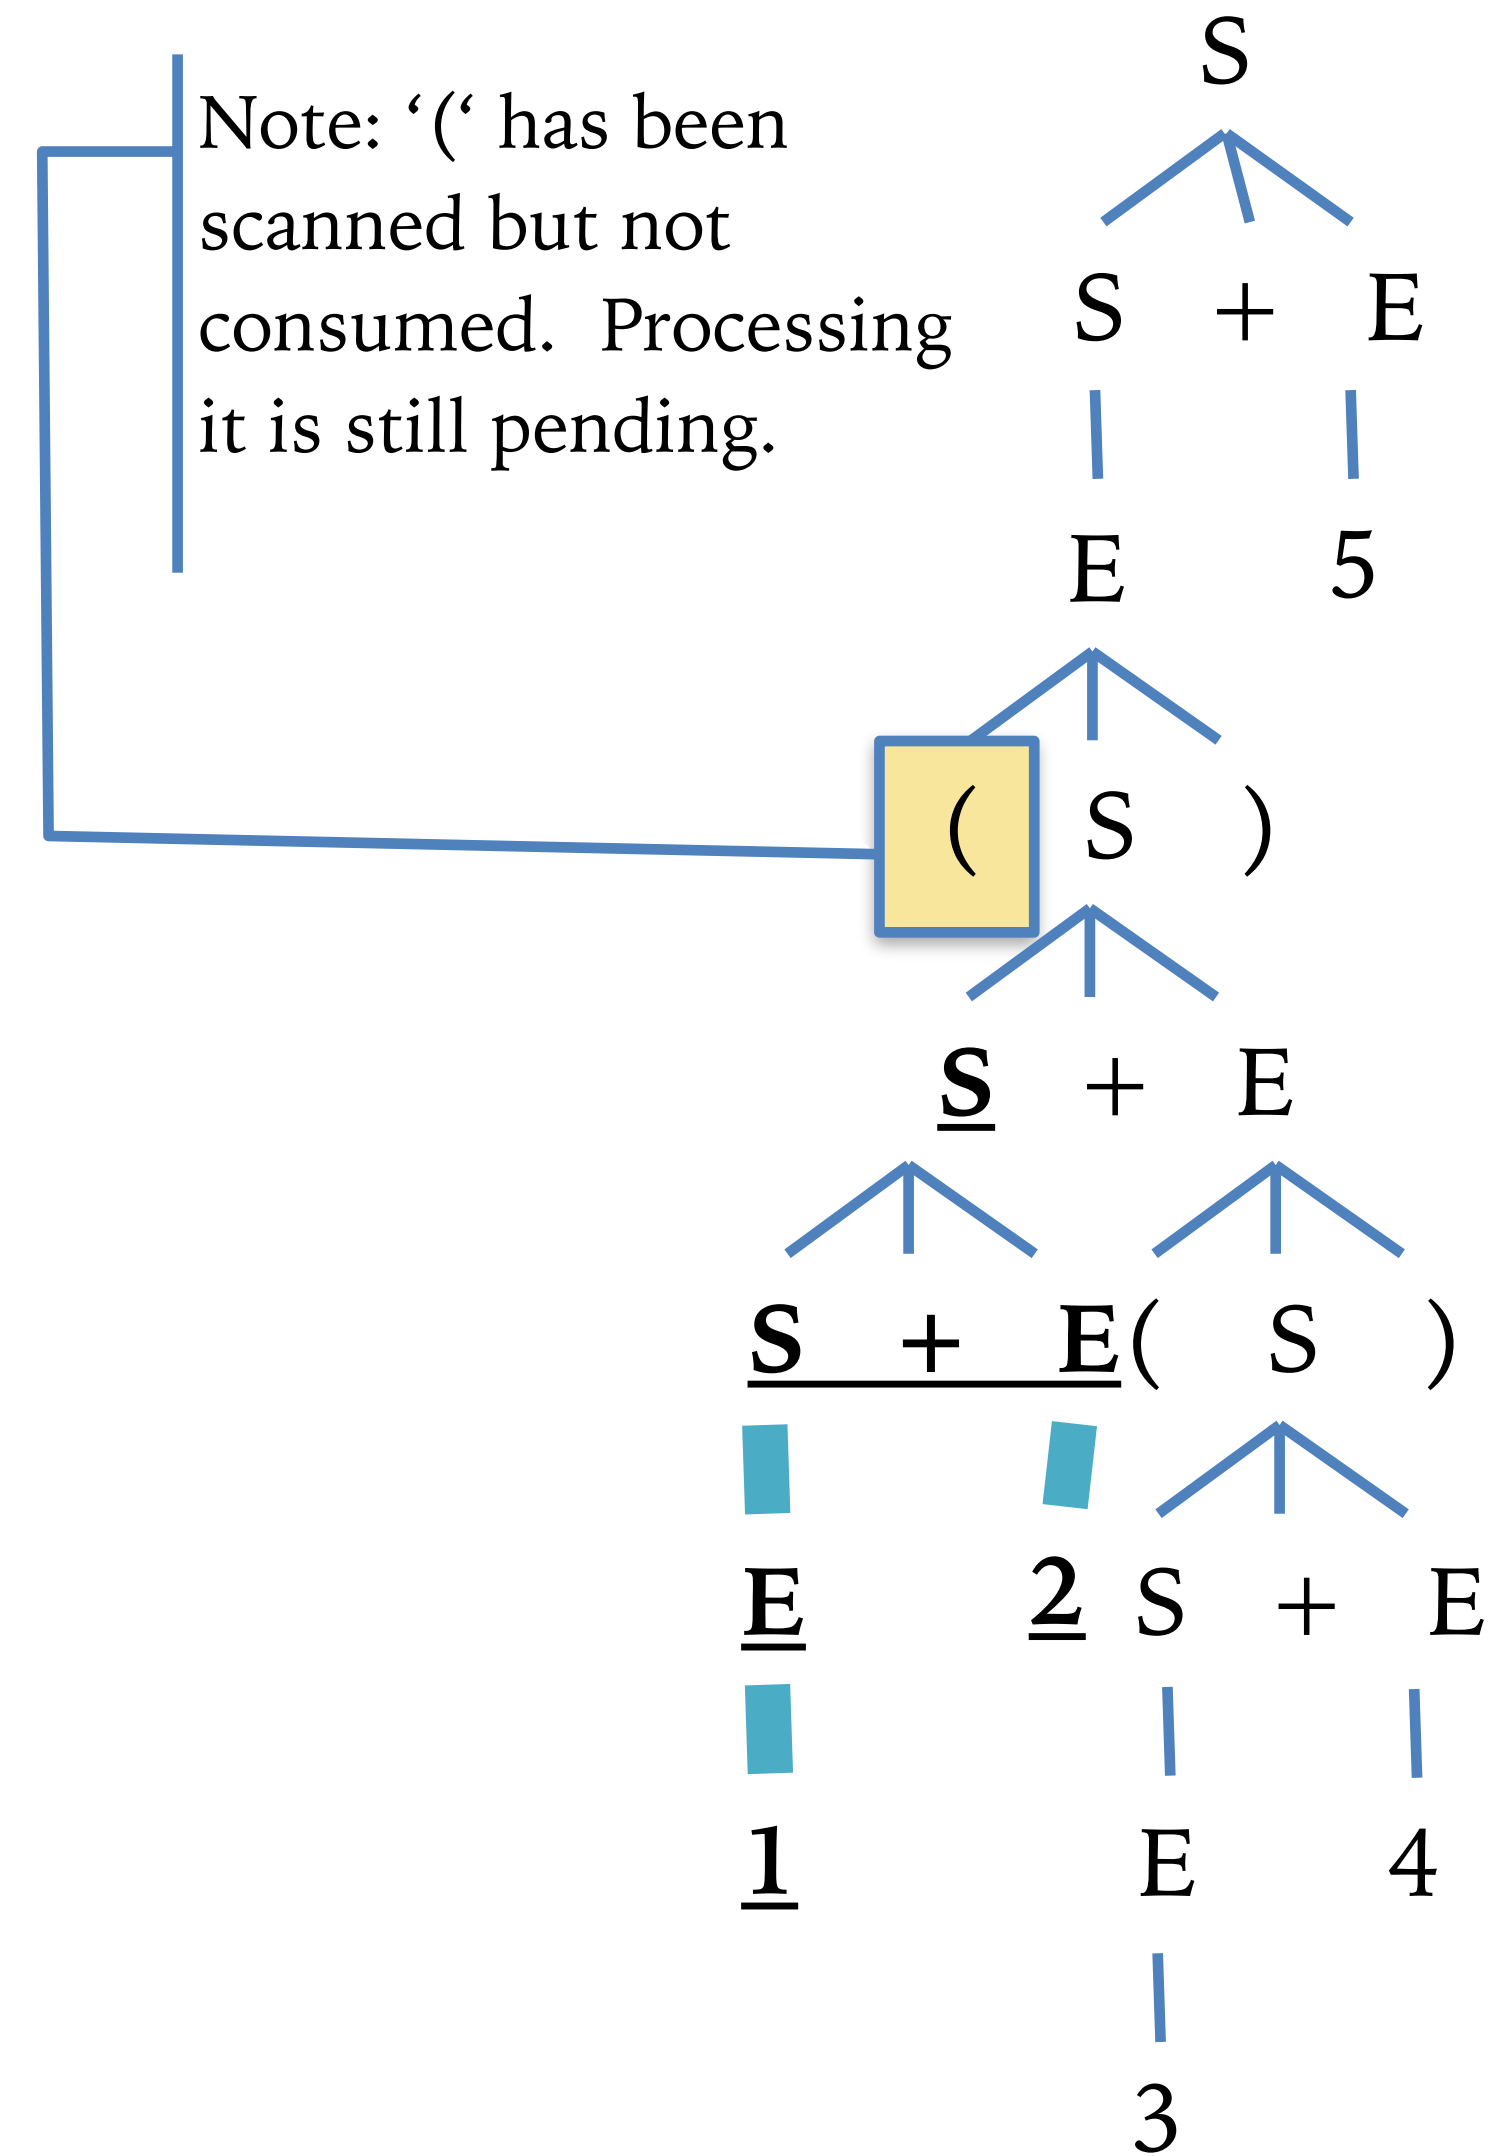 S
Note: ‘(‘ has been
scanned but not
consumed.  Processing
it is still pending.
S + E
E 5
( S )
S + E
S + E ( S )
E 2 S + E
1 E 4
3